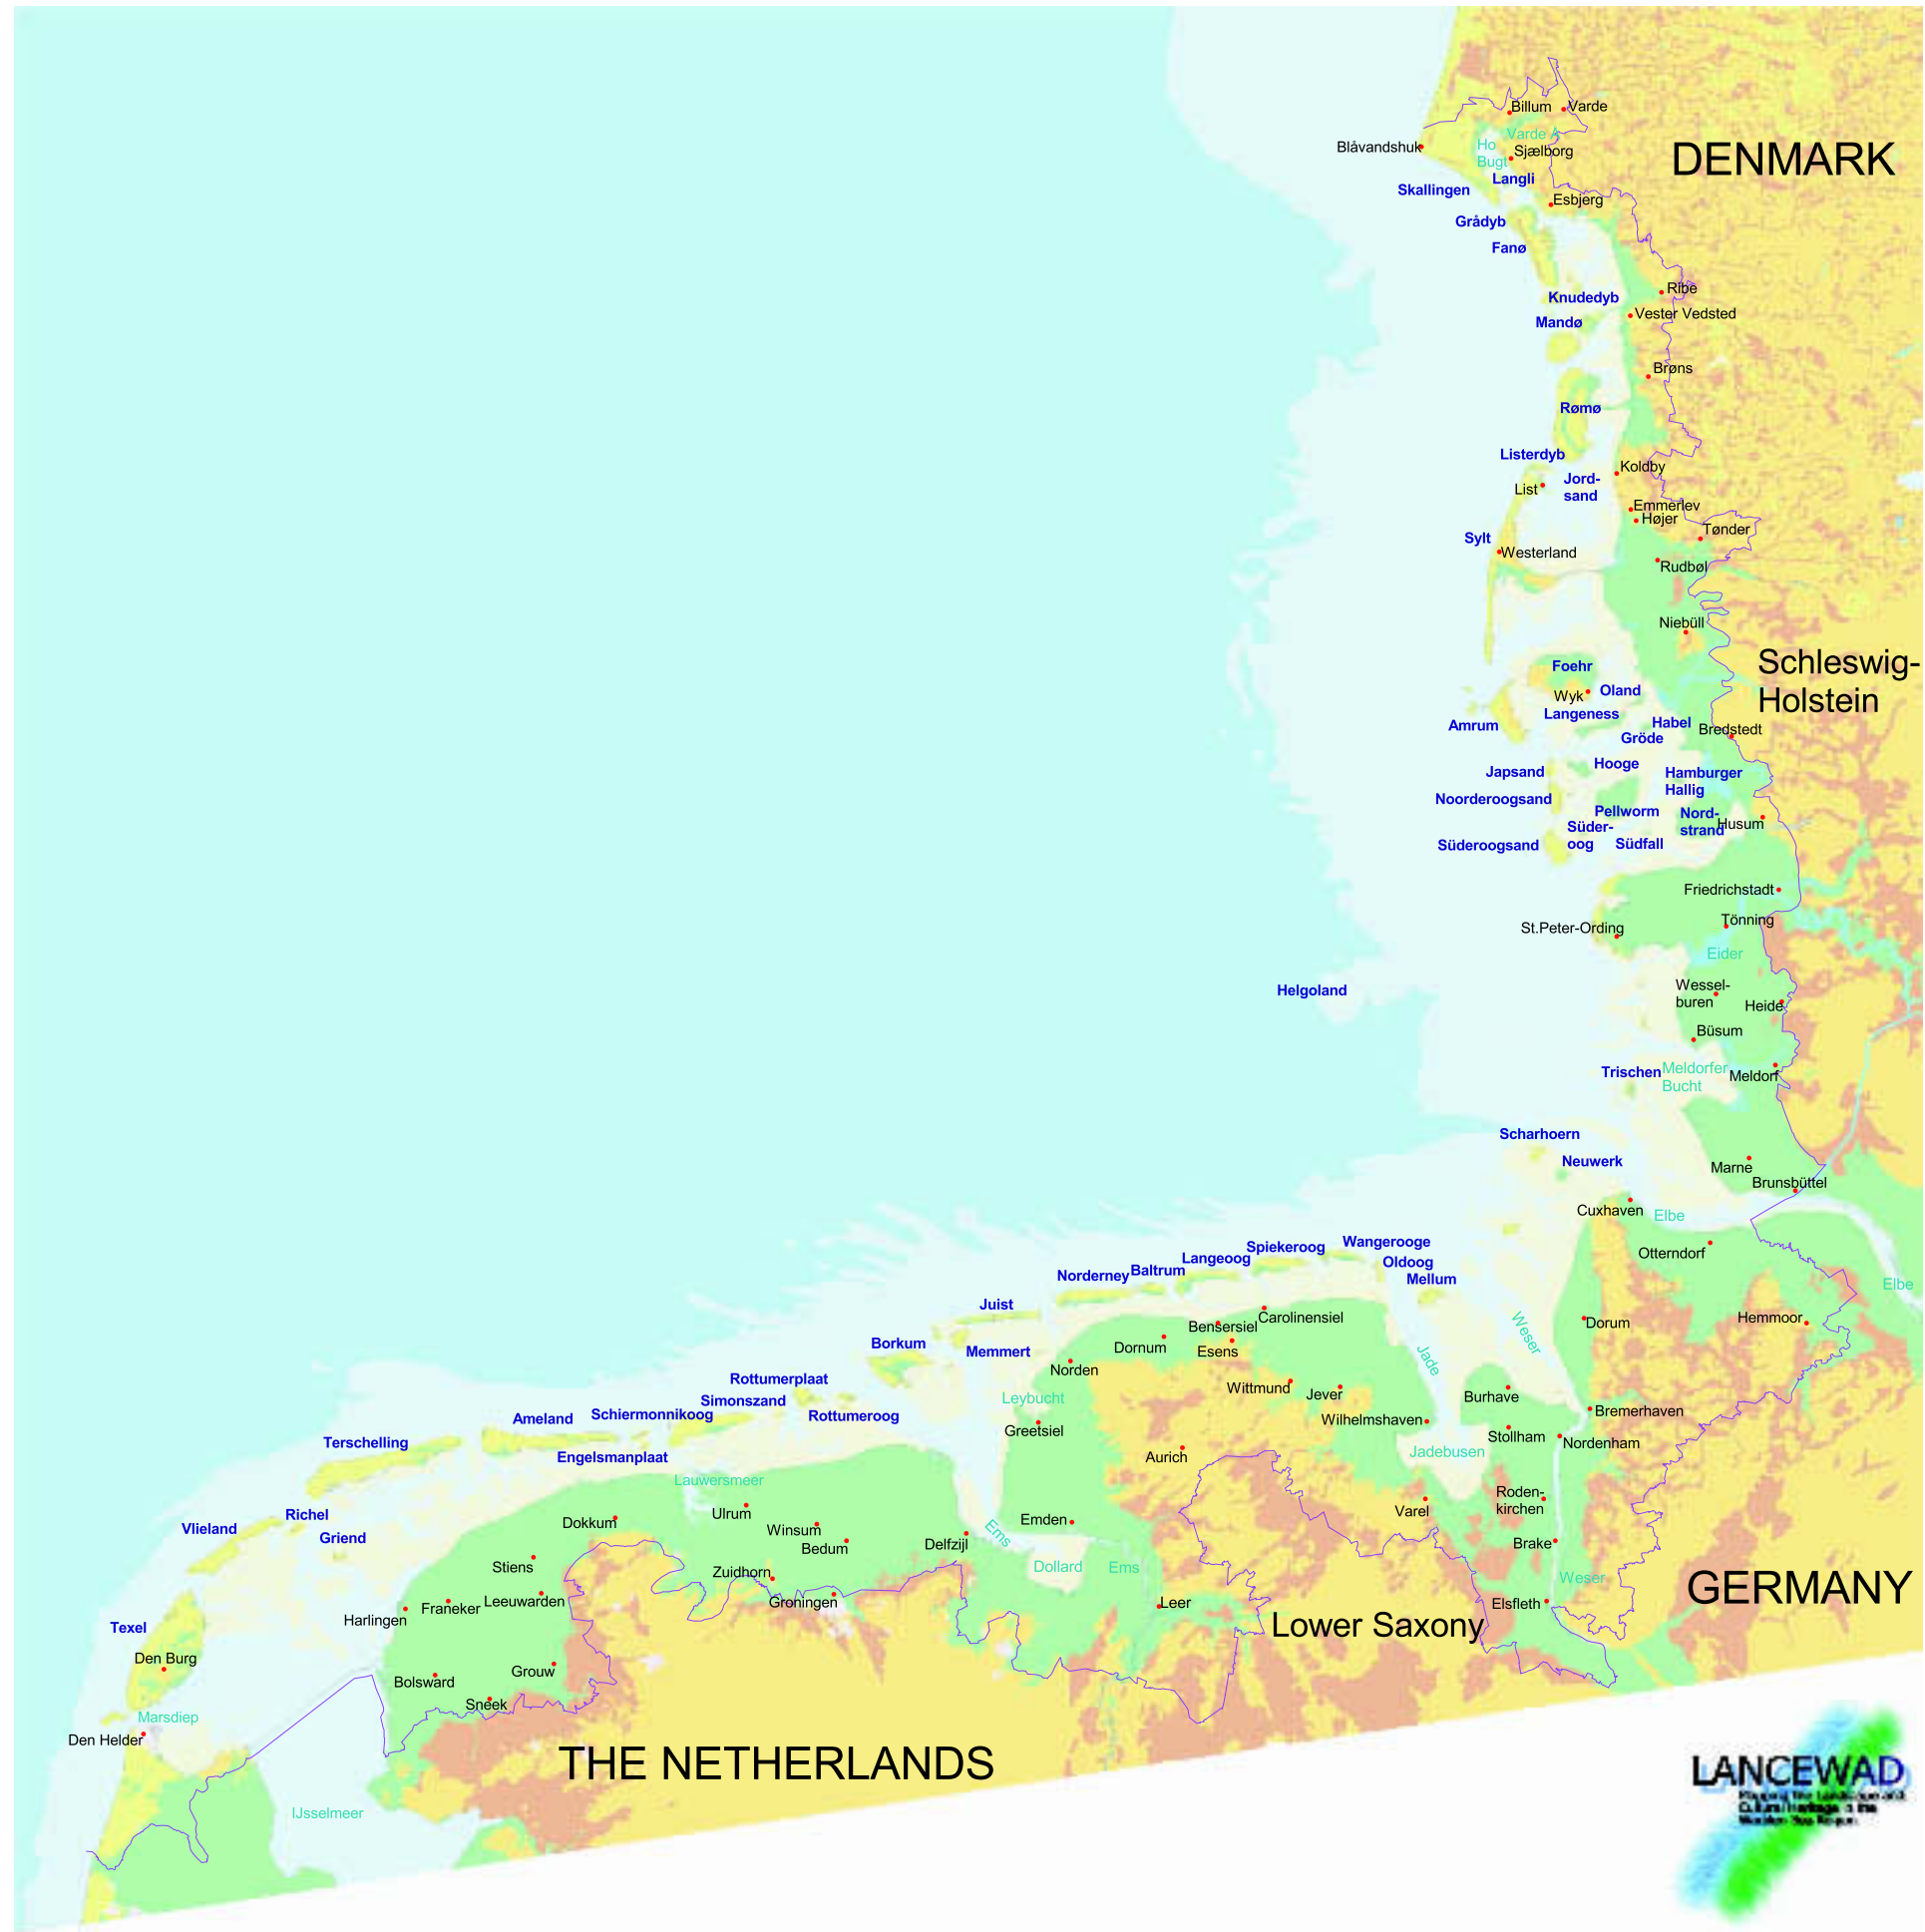 Billum
Varde
Varde Å
Blåvandshuk
Ho
Bugt
Sjælborg
DENMARK
Langli
Skallingen
Esbjerg
Grådyb
Fanø
Ribe
Knudedyb
Vester Vedsted
Mandø
Brøns
Rømø
Listerdyb
Koldby
List
Jord-
sand
Emmerlev
Højer
Tønder
Sylt
Westerland
Rudbøl
Niebüll
Schleswig-
Holstein
Foehr
Wyk
Oland
Langeness
Amrum
Habel
Gröde
Bredstedt
Hooge
Japsand
Hamburger
Hallig
Noorderoogsand
Pellworm
Nord-
strand
Husum
Süder-
oog
Südfall
Süderoogsand
Friedrichstadt
Tönning
St.Peter-Ording
Eider
Helgoland
Wessel-
buren
Heide
Büsum
Trischen
Meldorfer
Bucht
Meldorf
Scharhoern
Neuwerk
Marne
Brunsbüttel
Cuxhaven
Elbe
Otterndorf
Elbe
Wangerooge
Spiekeroog
Langeoog
Oldoog
Baltrum
Norderney
Mellum
Juist
Carolinensiel
Bensersiel
Weser
Dorum
Hemmoor
Borkum
Memmert
Dornum
Esens
Jade
Norden
Rottumerplaat
Wittmund
Jever
Simonszand
Leybucht
Burhave
Ameland
Schiermonnikoog
Rottumeroog
Greetsiel
Wilhelmshaven
Bremerhaven
Terschelling
Stollham
Nordenham
Engelsmanplaat
Aurich
Jadebusen
Lauwersmeer
Roden-
kirchen
Richel
Ulrum
Varel
Vlieland
Griend
Dokkum
Winsum
Bedum
Delfzijl
Emden
Ems
Brake
Stiens
Zuidhorn
Dollard
Ems
Weser
GERMANY
Harlingen
Franeker
Leeuwarden
Groningen
Leer
Elsfleth
Texel
Lower Saxony
Den Burg
Grouw
Bolsward
Sneek
Marsdiep
Den Helder
THE NETHERLANDS
IJsselmeer
LANCEWAD
Cultural Heritage in the
Wadden Sea Region